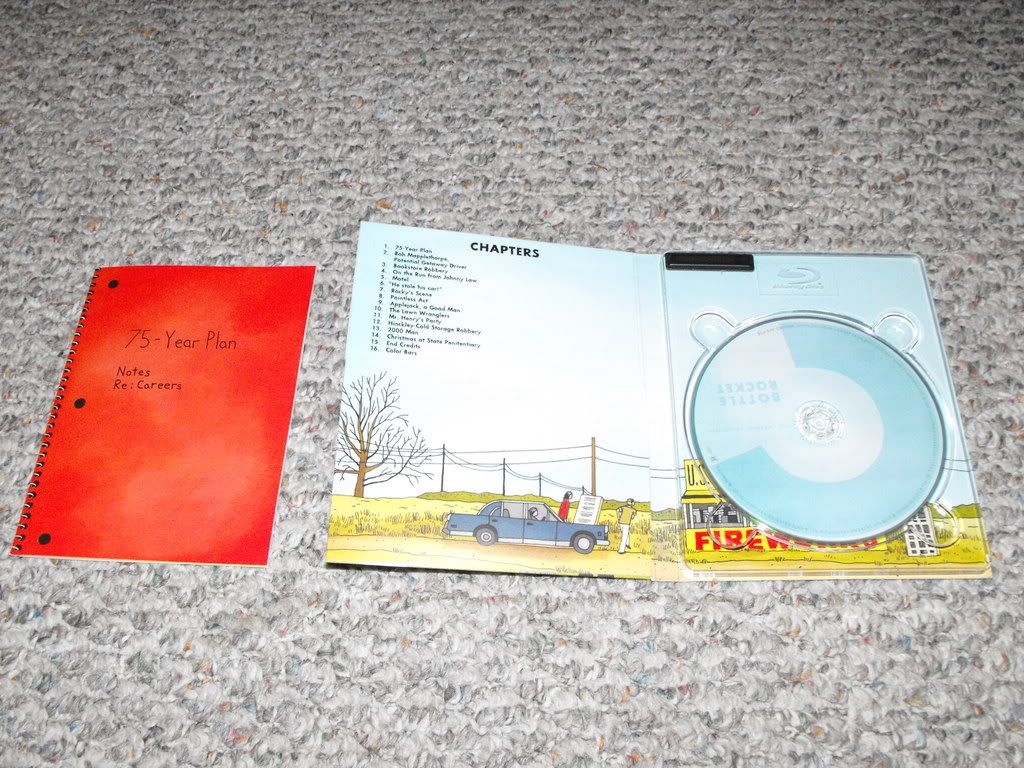 75-Year Plan
Notes
Re: Careers
CHAPTERS
1. 75-Year Plan
2. Bob Mapplethorpe,
Potential Getaway Driver
3. Bookstore Robbery
4. On the Run from Johnny Law
5. Motel
6. "He stole his car!"
7. Rocky's Scene
8. Pointless Act
9. Applejack, a Good Man
10. The Lawn Wranglers
11. Mr. Henry's Party
12. Hinckley Cold Storage Robbery
13. 2000 Man
14. Christmas at State Penitentiary
15. End Credits
16. Color Bars
BOTTLE
ROCKET
U.S.
FIREW